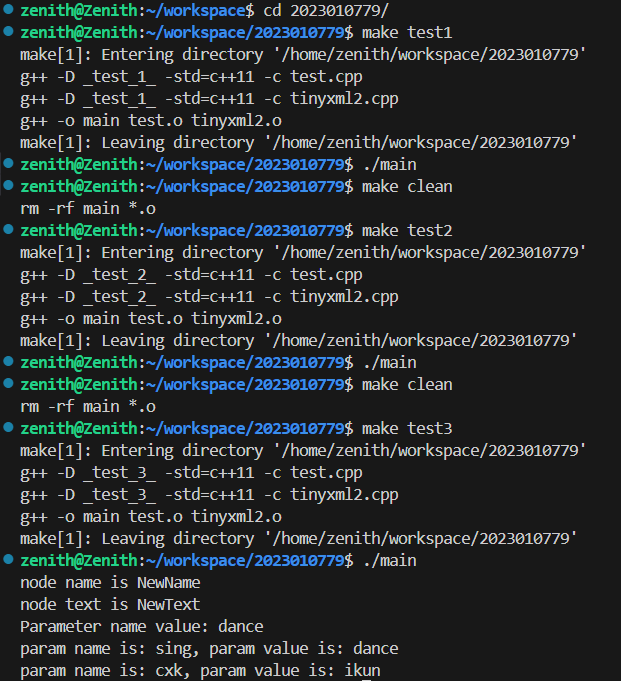 zenith@Zenith:~/workspace$ cd 2023010779/
zenith@Zenith:~/workspace/2023010779$ make test1
make[1]: Entering directory '/home/zenith/workspace/2023010779'
g++ -D _test_1_ -std=c++11 -c test.cpp
g++ -D _test_1_ -std=c++11 -c tinyxml2.cpp
g++ -o main test.o tinyxml2.o
make[1]: Leaving directory '/home/zenith/workspace/2023010779'
zenith@Zenith:~/workspace/2023010779$ ./main
zenith@Zenith:~/workspace/2023010779$ make clean
rm -rf main *.o
zenith@Zenith:~/workspace/2023010779$ make test2
make[1]: Entering directory '/home/zenith/workspace/2023010779'
g++ -D _test_2_ -std=c++11 -c test.cpp
g++ -D _test_2_ -std=c++11 -c tinyxml2.cpp
g++ -o main test.o tinyxml2.o
make[1]: Leaving directory '/home/zenith/workspace/2023010779'
zenith@Zenith:~/workspace/2023010779$ ./main
zenith@Zenith:~/workspace/2023010779$ make clean
rm -rf main *.o
zenith@Zenith:~/workspace/2023010779$ make test3
make[1]: Entering directory '/home/zenith/workspace/2023010779'
g++ -D _test_3_ -std=c++11 -c test.cpp
g++ -D _test_3_ -std=c++11 -c tinyxml2.cpp
g++ -o main test.o tinyxml2.o
make[1]: Leaving directory '/home/zenith/workspace/2023010779'
zenith@Zenith:~/workspace/2023010779$ ./main
node name is NewName
node text is NewText
Parameter name value: dance
param name is: sing, param value is: dance
param name is: cxk, param value is: ikun